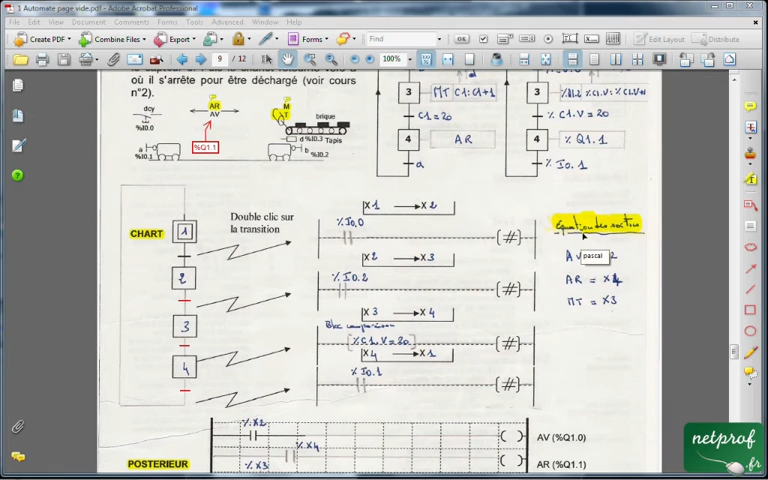 1 Automate page vide.pdf - Adobe Acrobat Professional
File Edit View Document Comments Forms Tools Advanced Window Help
Create PDF Combine Files Export Forms Find Edit Layout Distribute
9 / 12 100%
où il s'arrête pour être déchargé (voir cours
n°2).
dcy
%I0.0
AR
AV
%Q1.1
M
T
brique
d %I0.3 Tapis
a
%I0.1
b
%I0.2
3 MT C1:C1+1
C1=20
4 AR
a
3
% C1.V=20
4 % Q1.1
% I0.1
CHART
Double clic sur
la transition
1
2
3
4
X1 → X2
% I0.0
(#)
X2 → X3
% I0.2
(#)
X3 → X4
Bloc comparaison
[% C1.V=20]
(#)
X4 → X1
% I0.1
(#)
Equation des actions
pascal
AR = X4
MT = X3
POSTERIEUR
%X2
( ) AV (%Q1.0)
%X4
( ) AR (%Q1.1)
%X3
netprof
.fr